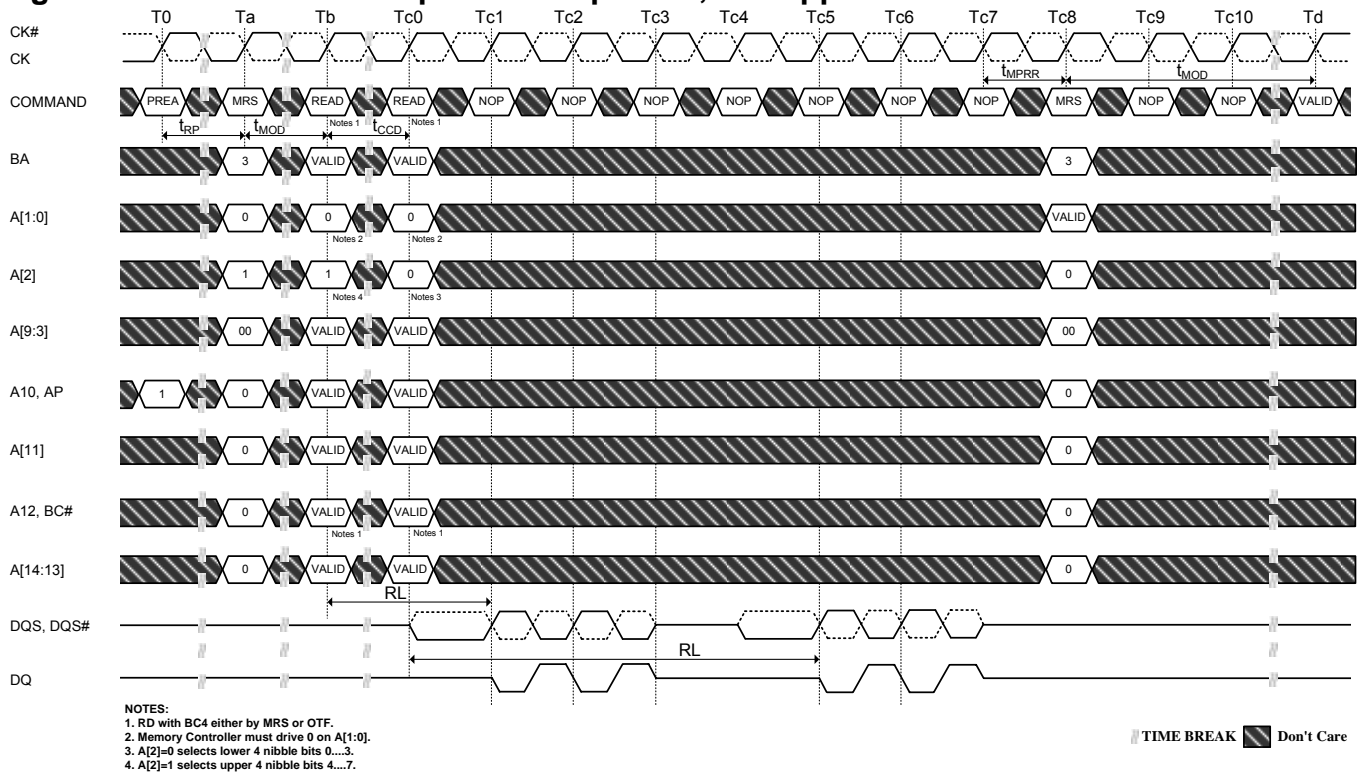 T0 Ta Tb Tc0 Tc1 Tc2 Tc3 Tc4 Tc5 Tc6 Tc7 Tc8 Tc9 Tc10 Td
CK#
CK
tMPRR tMOD
COMMAND PREA MRS READ READ NOP NOP NOP NOP NOP NOP NOP MRS NOP NOP VALID
Notes 1 Notes 1
tRP tMOD tCCD
BA 3 VALID VALID 3
A[1:0] 0 0 0 VALID
Notes 2 Notes 2
A[2] 1 1 0 0
Notes 4 Notes 3
A[9:3] 00 VALID VALID 00
A10, AP 1 0 VALID VALID 0
A[11] 0 VALID VALID 0
A12, BC# 0 VALID VALID 0
Notes 1 Notes 1
A[14:13] 0 VALID VALID 0
RL
DQS, DQS#
RL
DQ
NOTES:
1. RD with BC4 either by MRS or OTF.
2. Memory Controller must drive 0 on A[1:0].
3. A[2]=0 selects lower 4 nibble bits 0....3.
4. A[2]=1 selects upper 4 nibble bits 4....7.
TIME BREAK Don't Care